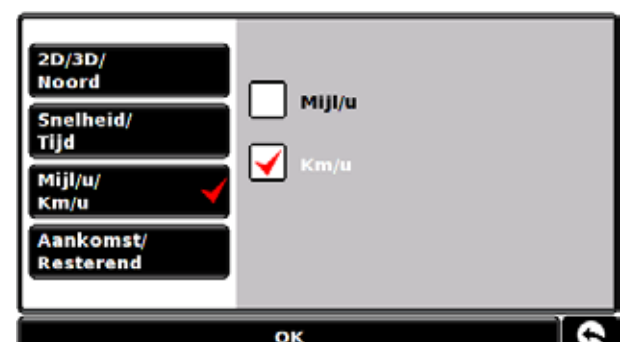 2D/3D/
Noord
Snelheid/
Tijd
Mijl/u/
Km/u
Aankomst/
Resterend
Mijl/u
Km/u
OK